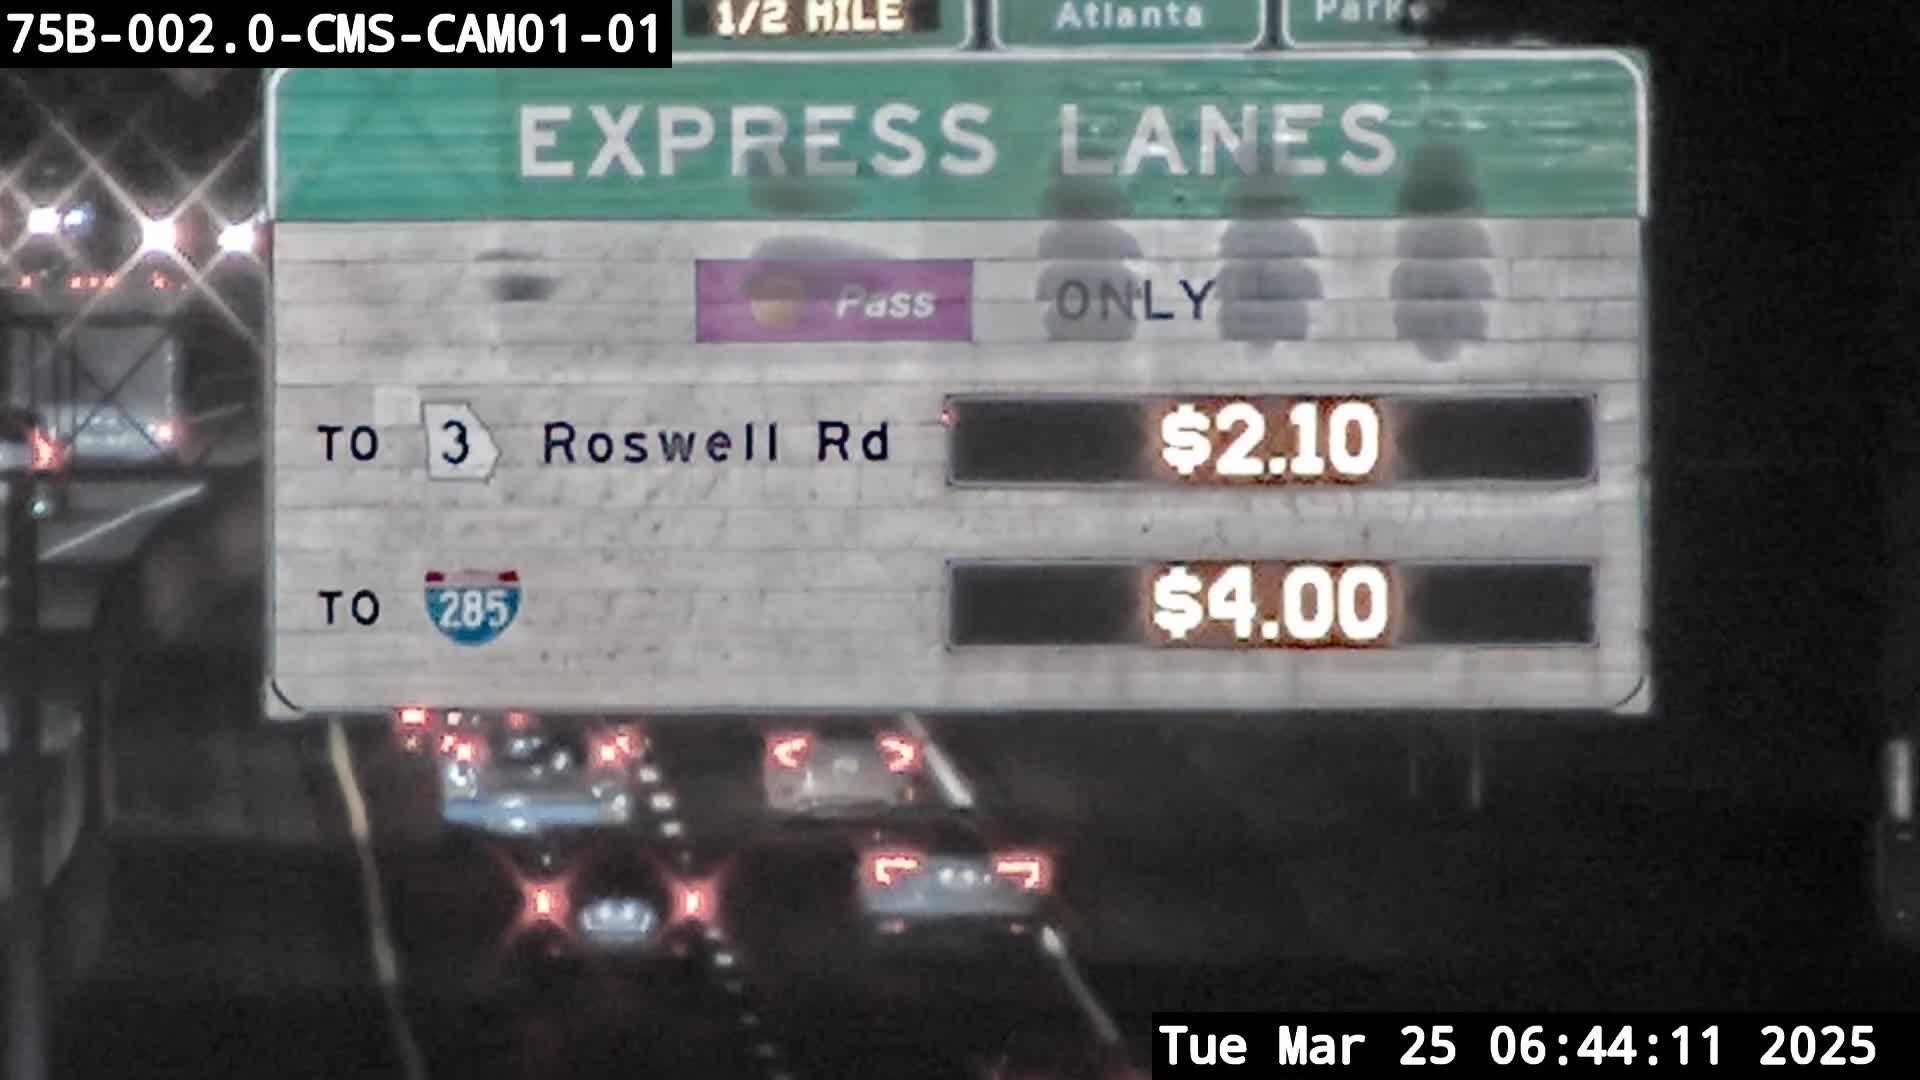 75B-002.0-CMS-CAM01-01
1/2 MILE
Atlanta
EXPRESS LANES
Pass ONLY
TO 3 Roswell Rd $2.10
TO 285 $4.00
Tue Mar 25 06:44:11 2025